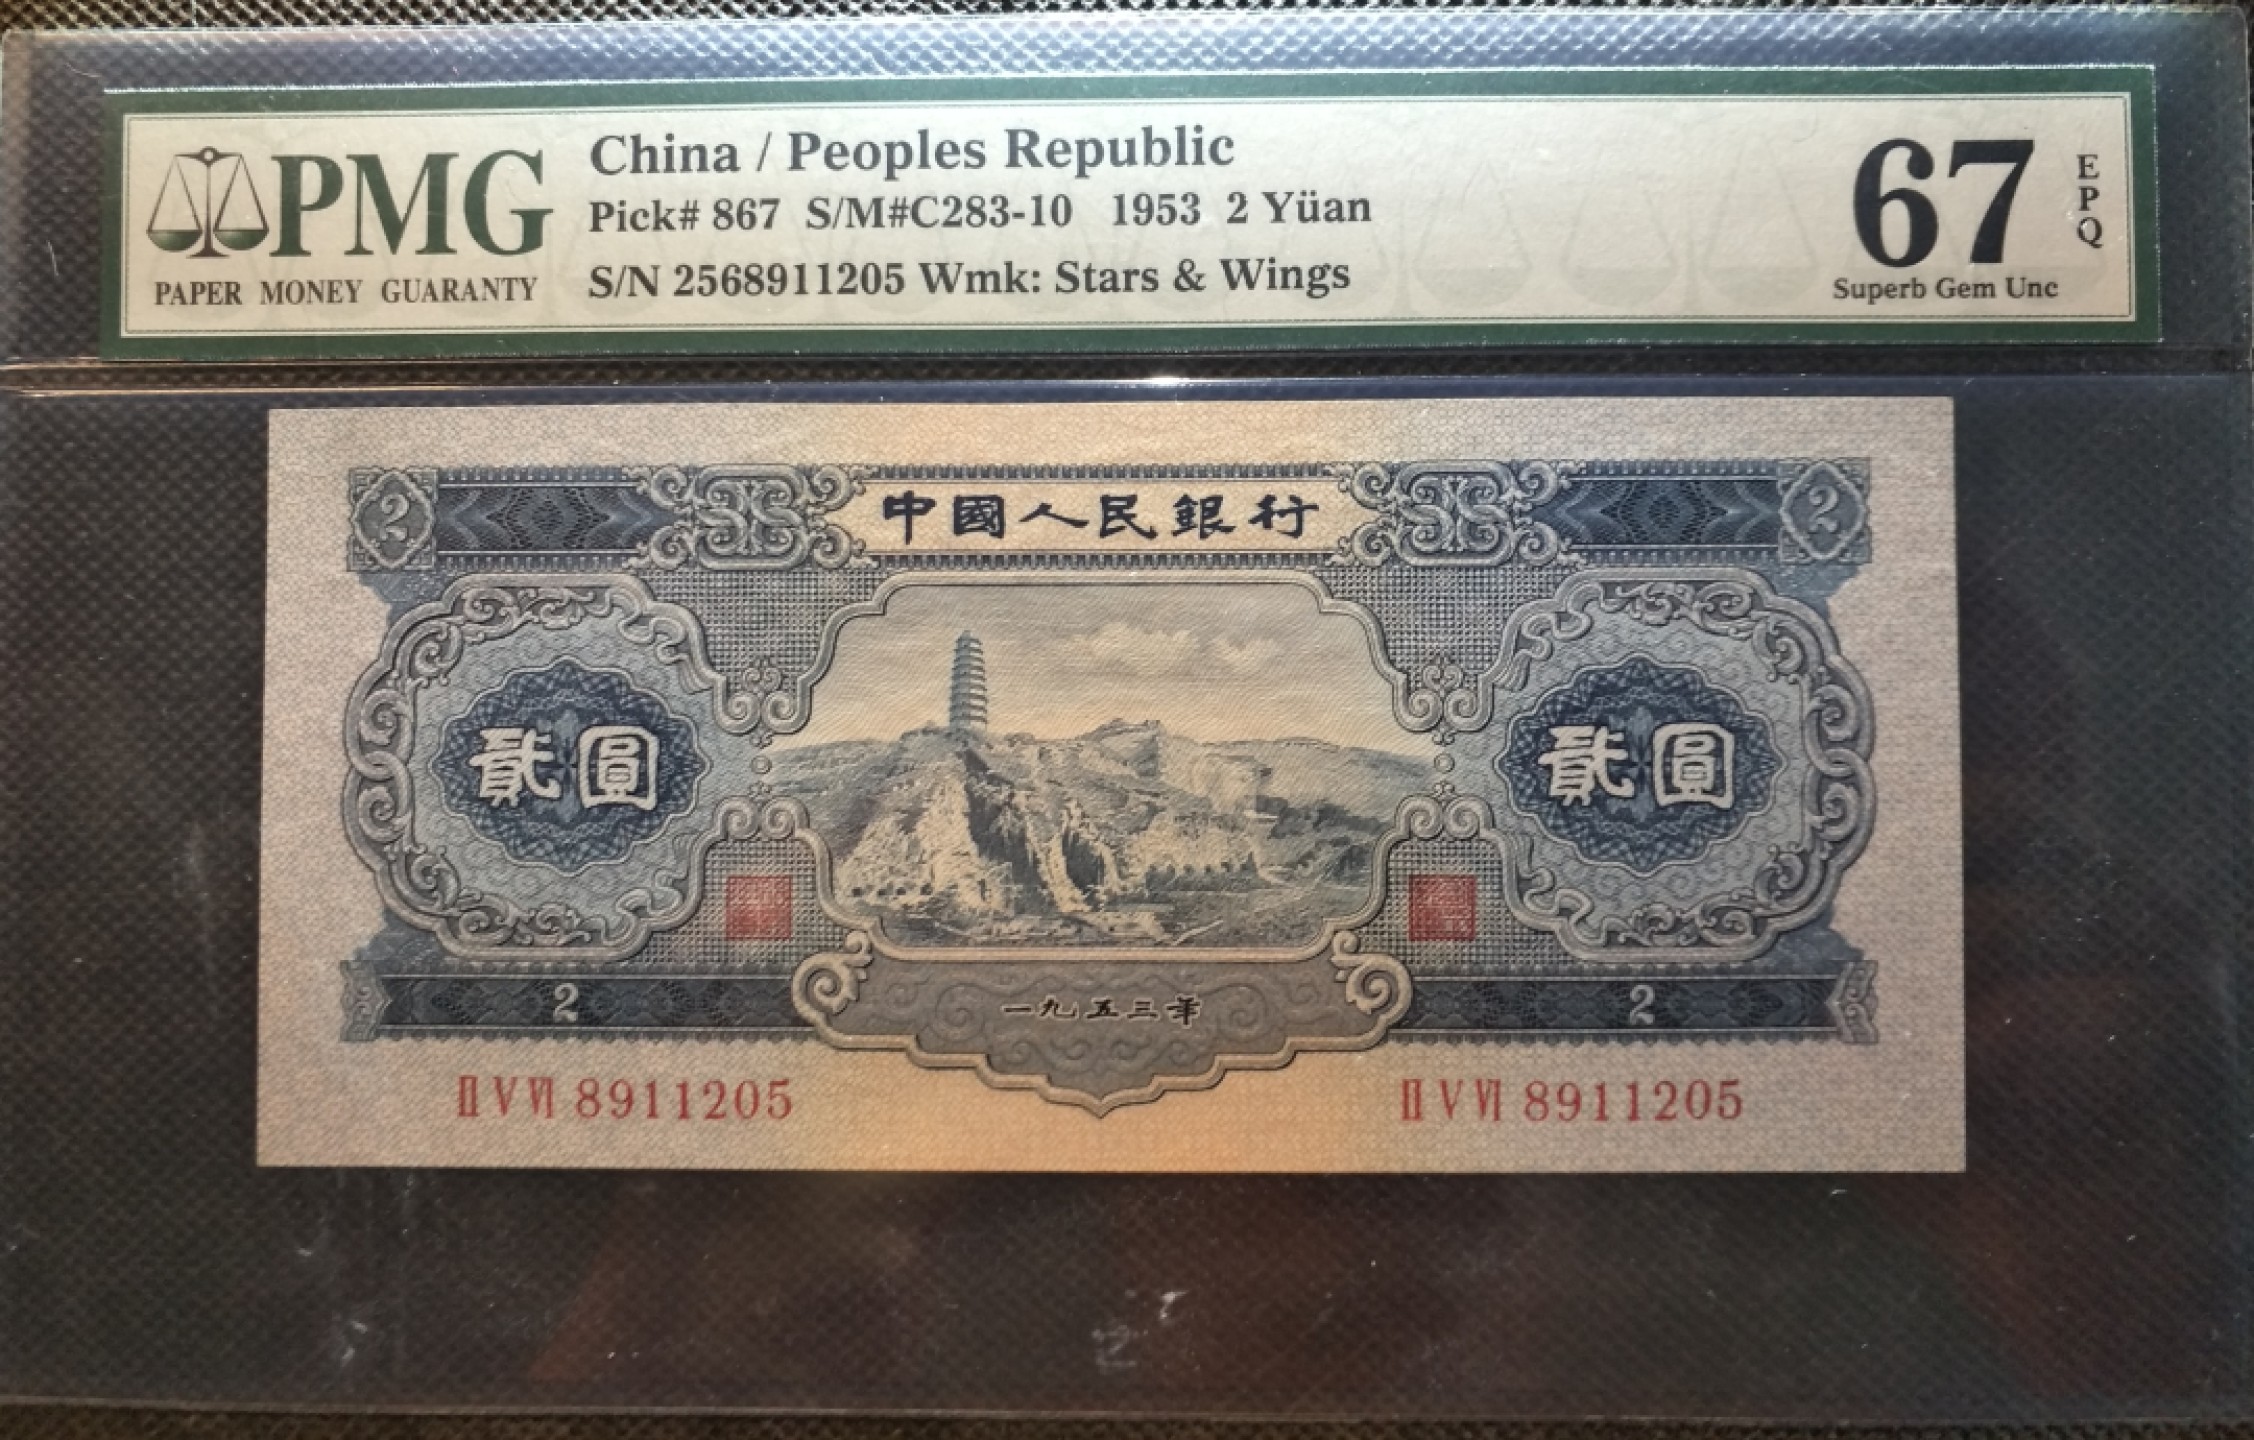 PMG
PAPER MONEY GUARANTY
China / Peoples Republic
Pick# 867 S/M#C283-10 1953 2 Yüan
S/N 2568911205 Wmk: Stars & Wings
67
EPQ
Superb Gem Unc
2 中國人民銀行 2
貳圓 貳圓
2 一九五三年 2
II V VI 8911205 II V VI 8911205